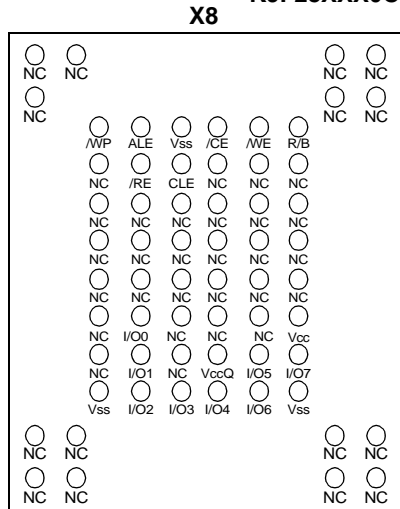 X8
NC NC NC NC
NC NC NC
/WP ALE Vss /CE /WE R/B
NC /RE CLE NC NC NC
NC NC NC NC NC NC
NC NC NC NC NC NC
NC NC NC NC NC NC
NC I/O0 NC NC NC Vcc
NC I/O1 NC VccQ I/O5 I/O7
Vss I/O2 I/O3 I/O4 I/O6 Vss
NC NC NC NC
NC NC NC NC